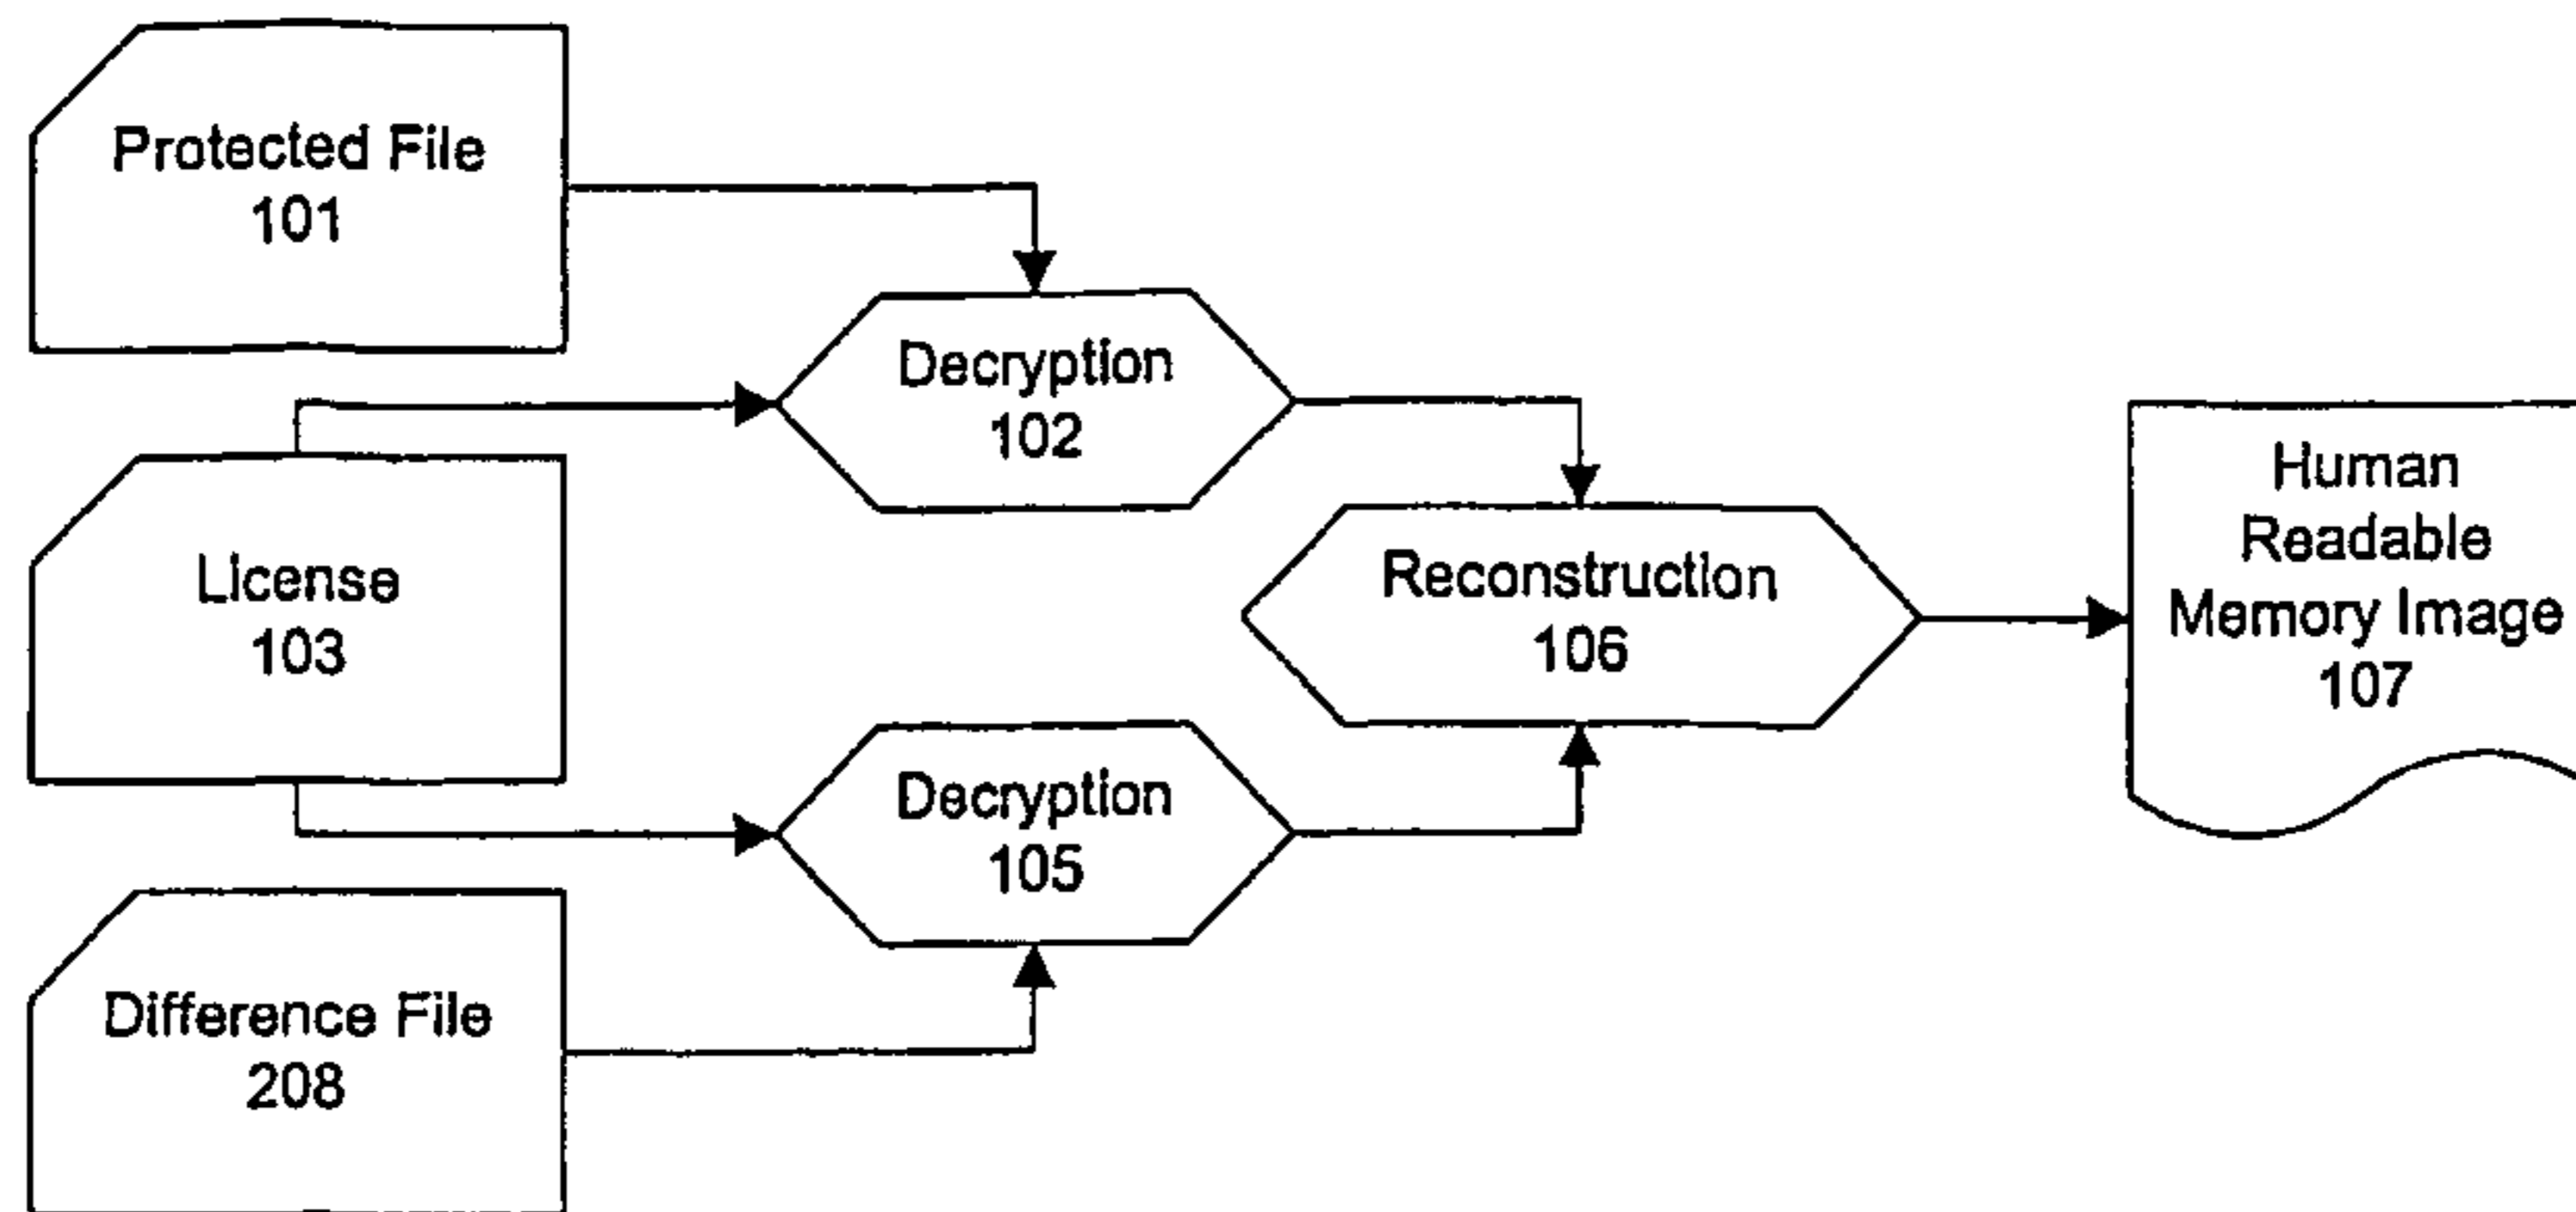 Protected File
101
Decryption
102
License
103
Human
Readable
Memory Image
107
Reconstruction
106
Decryption
105
Difference File
208